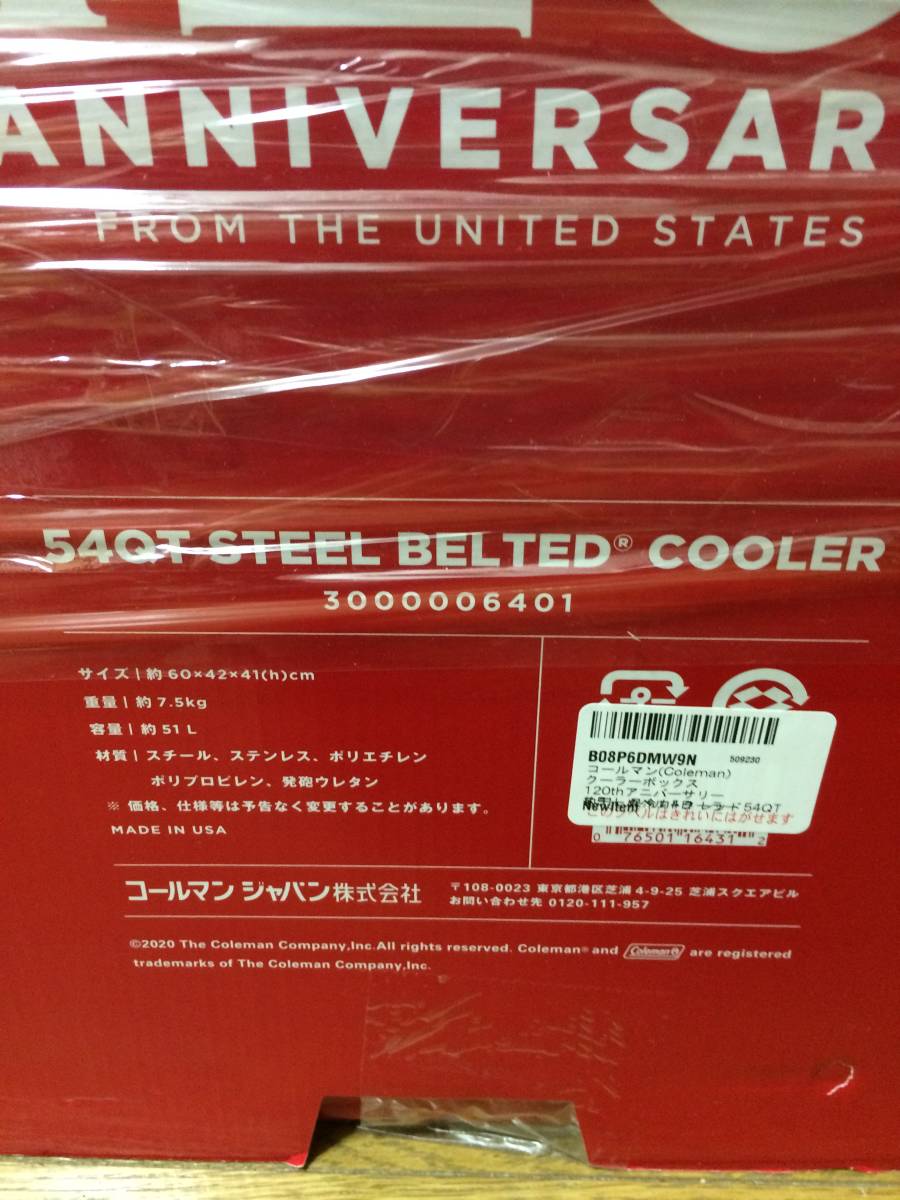 ANNIVERSAR
FROM THE UNITED STATES
54QT STEEL BELTED® COOLER
3000006401
サイズ | 約 60×42×41(h)cm
重量 | 約 7.5kg
容量 | 約 51 L
材質 | スチール、ステンレス、ポリエチレン
ポリプロピレン、発砲ウレタン
※ 価格、仕様等は予告なく変更することがあります。
MADE IN USA
B08P6DMW9N 509230
コールマン(Coleman)
クーラーボックス
120thアニバーサリー
54QT
このラベルはきれいにはがせます
0 76501 16431 2
コールマン ジャパン株式会社
〒108-0023 東京都港区芝浦 4-9-25 芝浦スクエアビル
お問い合わせ先 0120-111-957
©2020 The Coleman Company,Inc.All rights reserved. Coleman® and Coleman® are registered
trademarks of The Coleman Company,Inc.